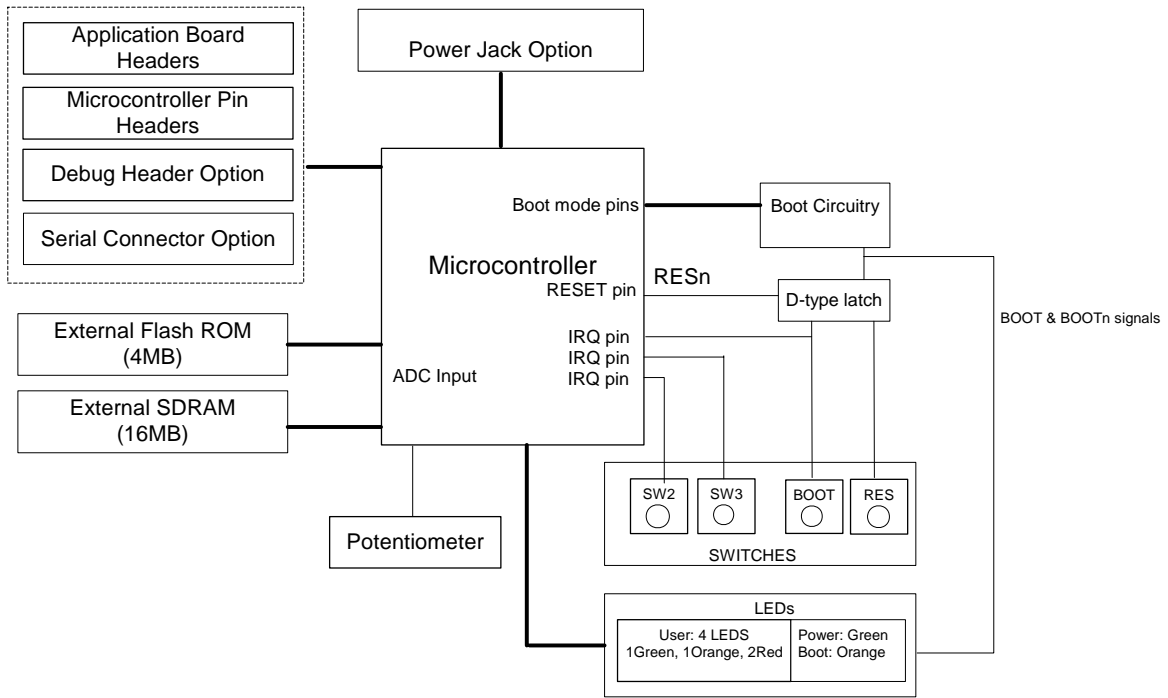 Application Board
Headers
Microcontroller Pin
Headers
Debug Header Option
Serial Connector Option
Power Jack Option
Boot mode pins
Microcontroller
RESET pin
IRQ pin
IRQ pin
IRQ pin
ADC Input
RESn
Boot Circuitry
D-type latch
BOOT & BOOTn signals
External Flash ROM
(4MB)
External SDRAM
(16MB)
Potentiometer
SW2
SW3
BOOT
RES
SWITCHES
LEDs
User: 4 LEDS
1Green, 1Orange, 2Red
Power: Green
Boot: Orange